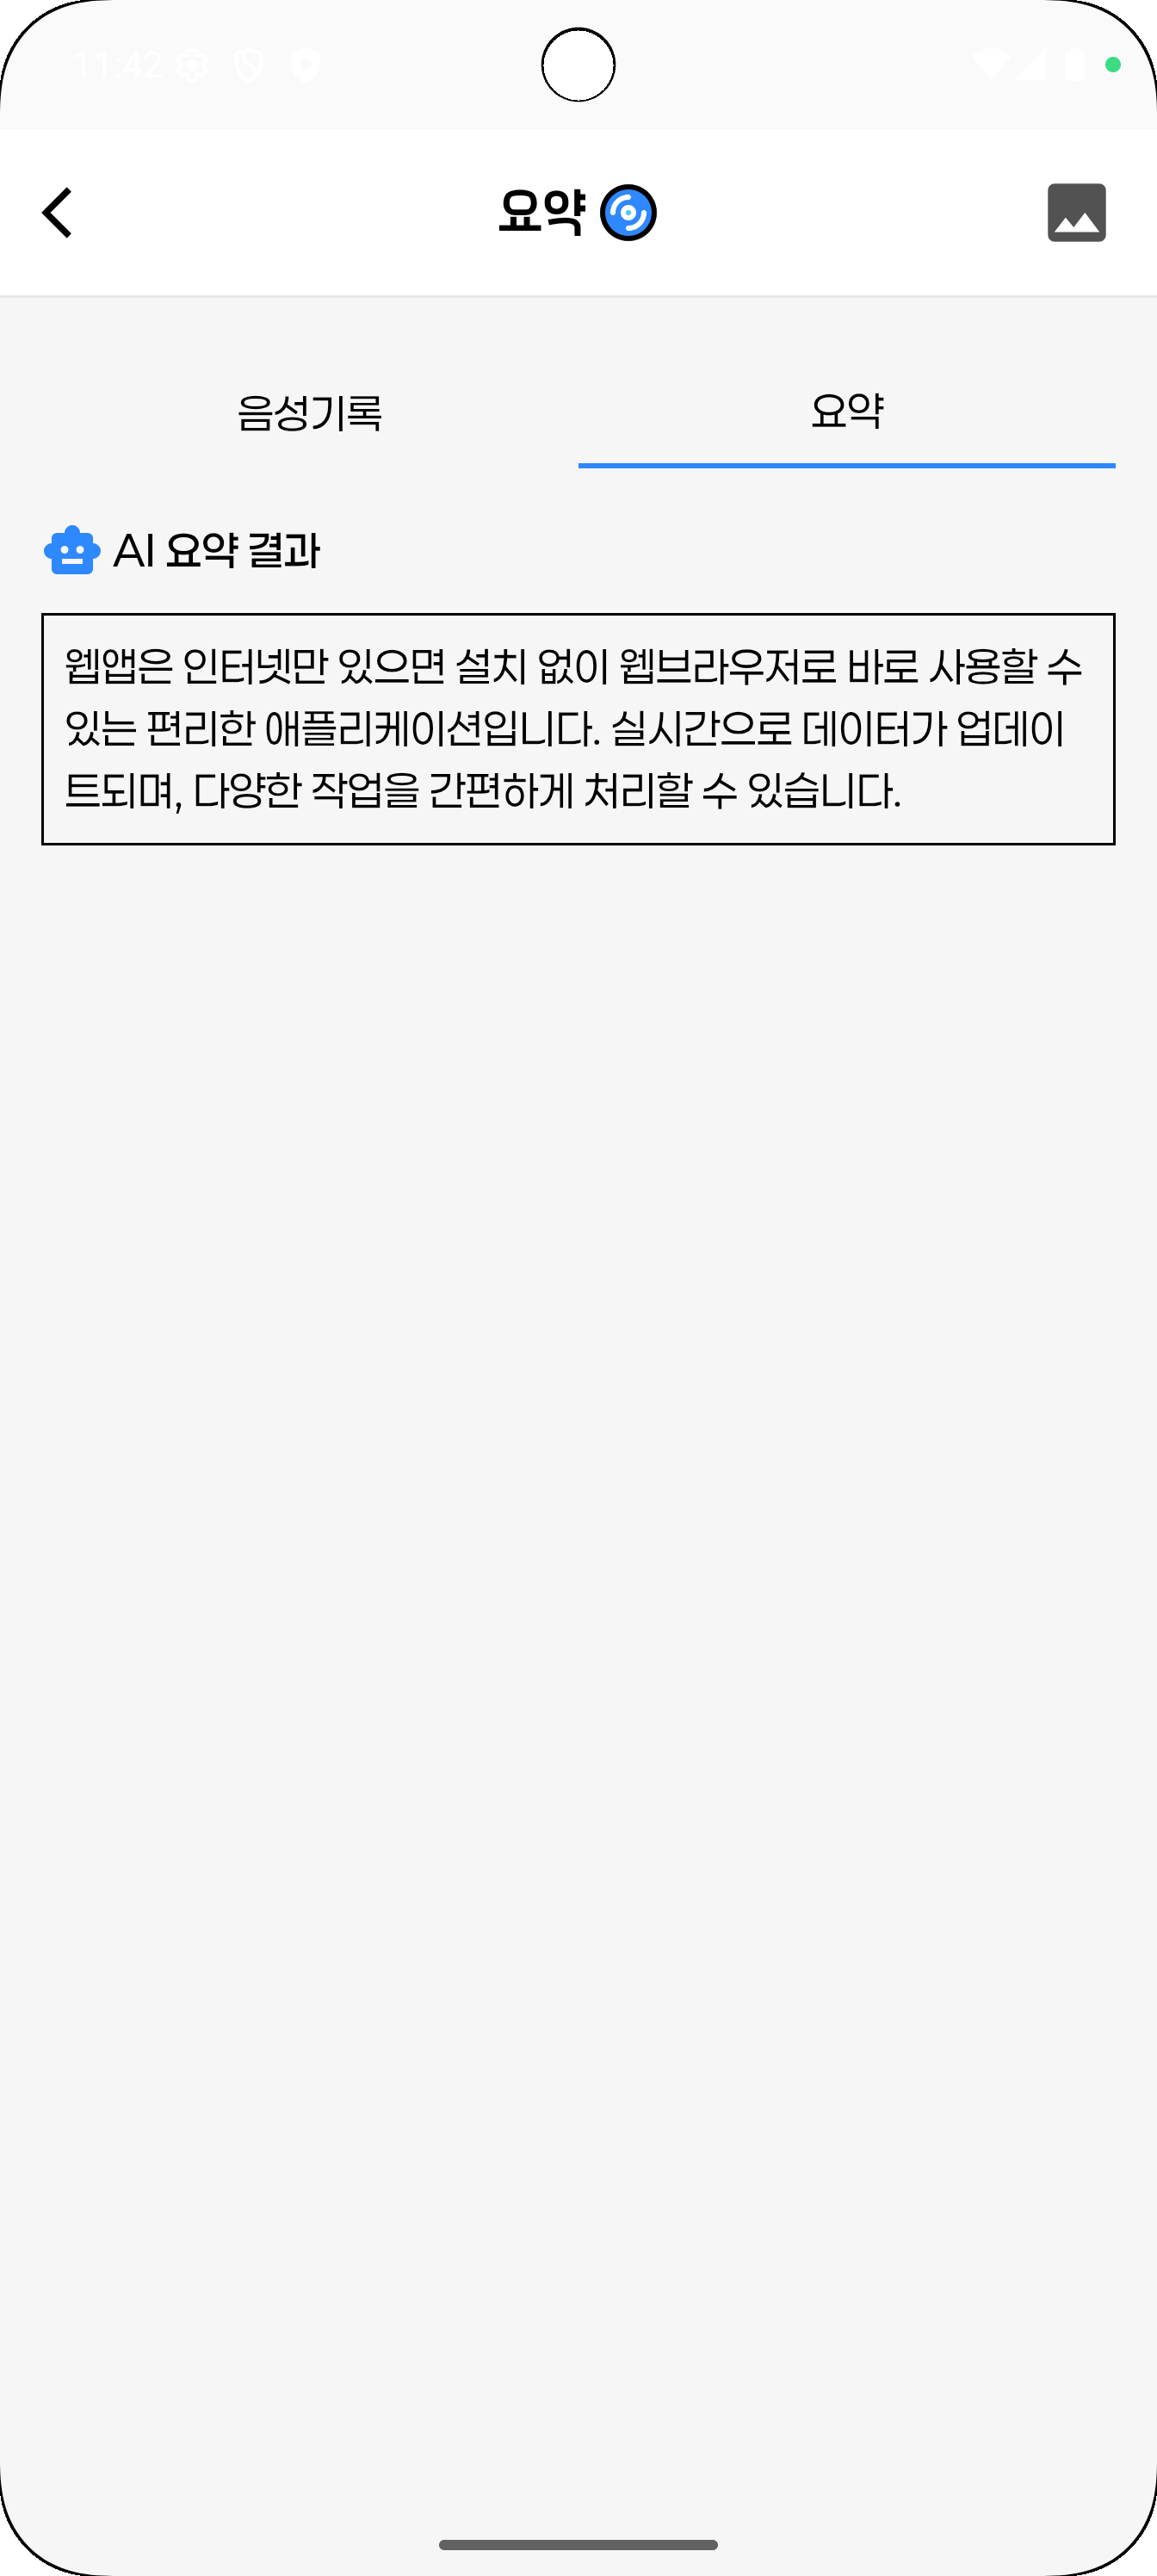 11:42
요약
음성기록
요약
AI 요약 결과
웹앱은 인터넷만 있으면 설치 없이 웹브라우저로 바로 사용할 수
있는 편리한 애플리케이션입니다. 실시간으로 데이터가 업데이
트되며, 다양한 작업을 간편하게 처리할 수 있습니다.